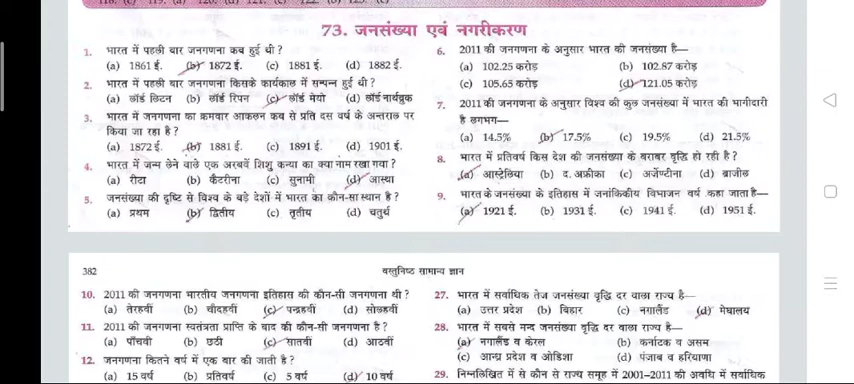 73. जनसंख्या एवं नगरीकरण
1. भारत में पहली बार जनगणना कब हुई थी ?
(a) 1861 ई. (b) 1872 ई. (c) 1881 ई. (d) 1882 ई.
2. भारत में पहली बार जनगणना किसके कार्यकाल में सम्पन्न हुई थी ?
(a) लॉर्ड लिटन (b) लॉर्ड रिपन (c) लॉर्ड मेयो (d) लॉर्ड नार्थब्रुक
3. भारत में जनगणना का क्रमवार आकलन कब से प्रति दस वर्ष के अन्तराल पर
किया जा रहा है ?
(a) 1872 ई. (b) 1881 ई. (c) 1891 ई. (d) 1901 ई.
4. भारत में जन्म लेने वाले एक अरबवें शिशु कन्या का क्या नाम रखा गया ?
(a) रीटा (b) कैटरीना (c) सुनामी (d) आस्था
5. जनसंख्या की दृष्टि से विश्व के बड़े देशों में भारत का कौन-सा स्थान है ?
(a) प्रथम (b) द्वितीय (c) तृतीय (d) चतुर्थ
6. 2011 की जनगणना के अनुसार भारत की जनसंख्या है—
(a) 102.25 करोड़ (b) 102.87 करोड़
(c) 105.65 करोड़ (d) 121.05 करोड़
7. 2011 की जनगणना के अनुसार विश्व की कुल जनसंख्या में भारत की भागीदारी
है लगभग—
(a) 14.5% (b) 17.5% (c) 19.5% (d) 21.5%
8. भारत में प्रतिवर्ष किस देश की जनसंख्या के बराबर वृद्धि हो रही है ?
(a) आस्ट्रेलिया (b) द. अफ्रीका (c) अर्जेण्टीना (d) ब्राजील
9. भारत के जनसंख्या के इतिहास में जनांकिकीय विभाजन वर्ष कहा जाता है—
(a) 1921 ई. (b) 1931 ई. (c) 1941 ई. (d) 1951 ई.
382 वस्तुनिष्ठ सामान्य ज्ञान
10. 2011 की जनगणना भारतीय जनगणना इतिहास की कौन-सी जनगणना थी ?
(a) तेरहवीं (b) चौदहवीं (c) पन्द्रहवीं (d) सोलहवीं
11. 2011 की जनगणना स्वतंत्रता प्राप्ति के बाद की कौन-सी जनगणना है ?
(a) पाँचवी (b) छठी (c) सातवीं (d) आठवीं
12. जनगणना कितने वर्ष में एक बार की जाती है ?
(a) 15 वर्ष (b) प्रतिवर्ष (c) 5 वर्ष (d) 10 वर्ष
27. भारत में सर्वाधिक तेज जनसंख्या वृद्धि दर वाला राज्य है—
(a) उत्तर प्रदेश (b) बिहार (c) नगालैंड (d) मेघालय
28. भारत में सबसे मन्द जनसंख्या वृद्धि दर वाला राज्य है—
(a) नगालैंड व केरल (b) कर्नाटक व असम
(c) आन्ध्र प्रदेश व ओडिशा (d) पंजाब व हरियाणा
29. निम्नलिखित में से कौन से राज्य समूह में 2001-2011 की अवधि में सर्वाधिक